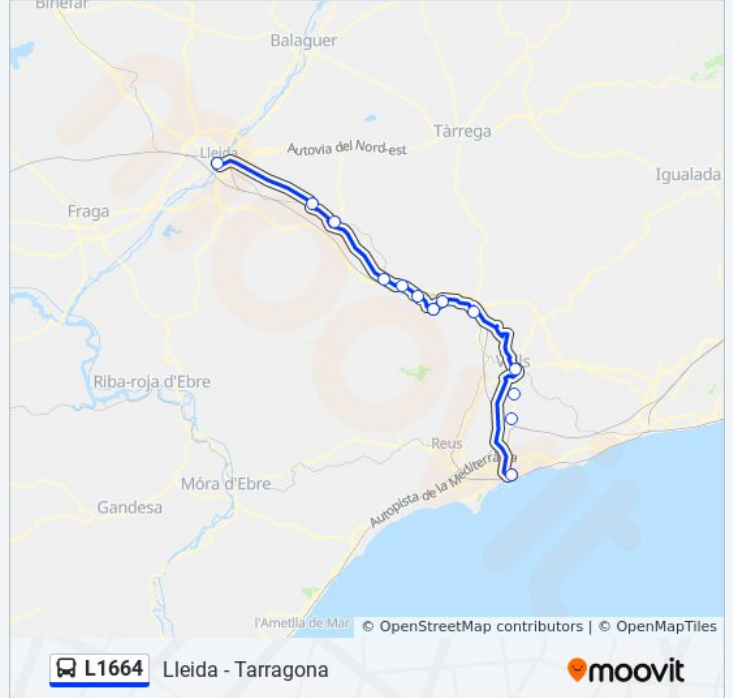 Binéfar
Balaguer
Tàrrega
Lleida
Autovia del Nord-est
Igualada
Fraga
Valls
Riba-roja d'Ebre
Reus
Autopista de la Mediterrània
Móra d'Ebre
Gandesa
l'Ametlla de Mar
© OpenStreetMap contributors | © OpenMapTiles
L1664 Lleida - Tarragona
moovit